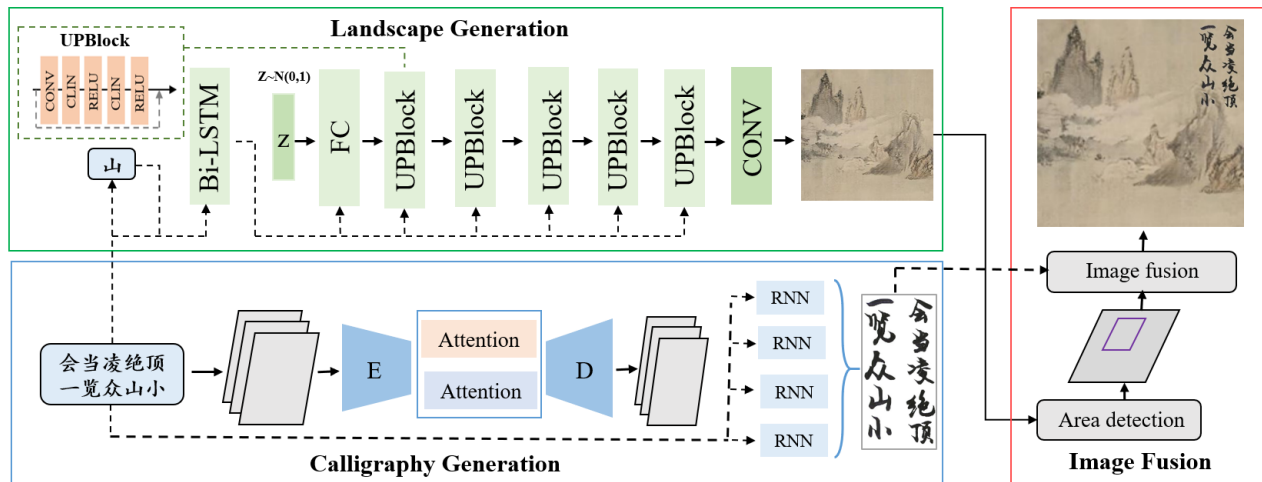 Landscape Generation
UPBlock
CONV
CLIN
RELU
CLIN
RELU
山
Bi-LSTM
Z~N(0,1)
Z
FC
UPBlock
UPBlock
UPBlock
UPBlock
UPBlock
CONV
会当凌绝顶
一览众山小
E
Attention
Attention
D
RNN
RNN
RNN
RNN
会当凌绝顶
一览众山小
Calligraphy Generation
会当凌绝顶
一览众山小
Image fusion
Area detection
Image Fusion